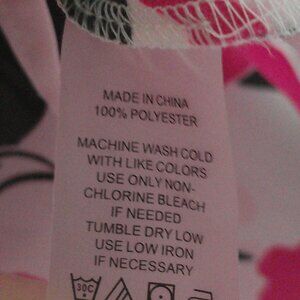 MADE IN CHINA
100% POLYESTER
MACHINE WASH COLD
WITH LIKE COLORS
USE ONLY NON-
CHLORINE BLEACH
IF NEEDED
TUMBLE DRY LOW
USE LOW IRON
IF NECESSARY
30C